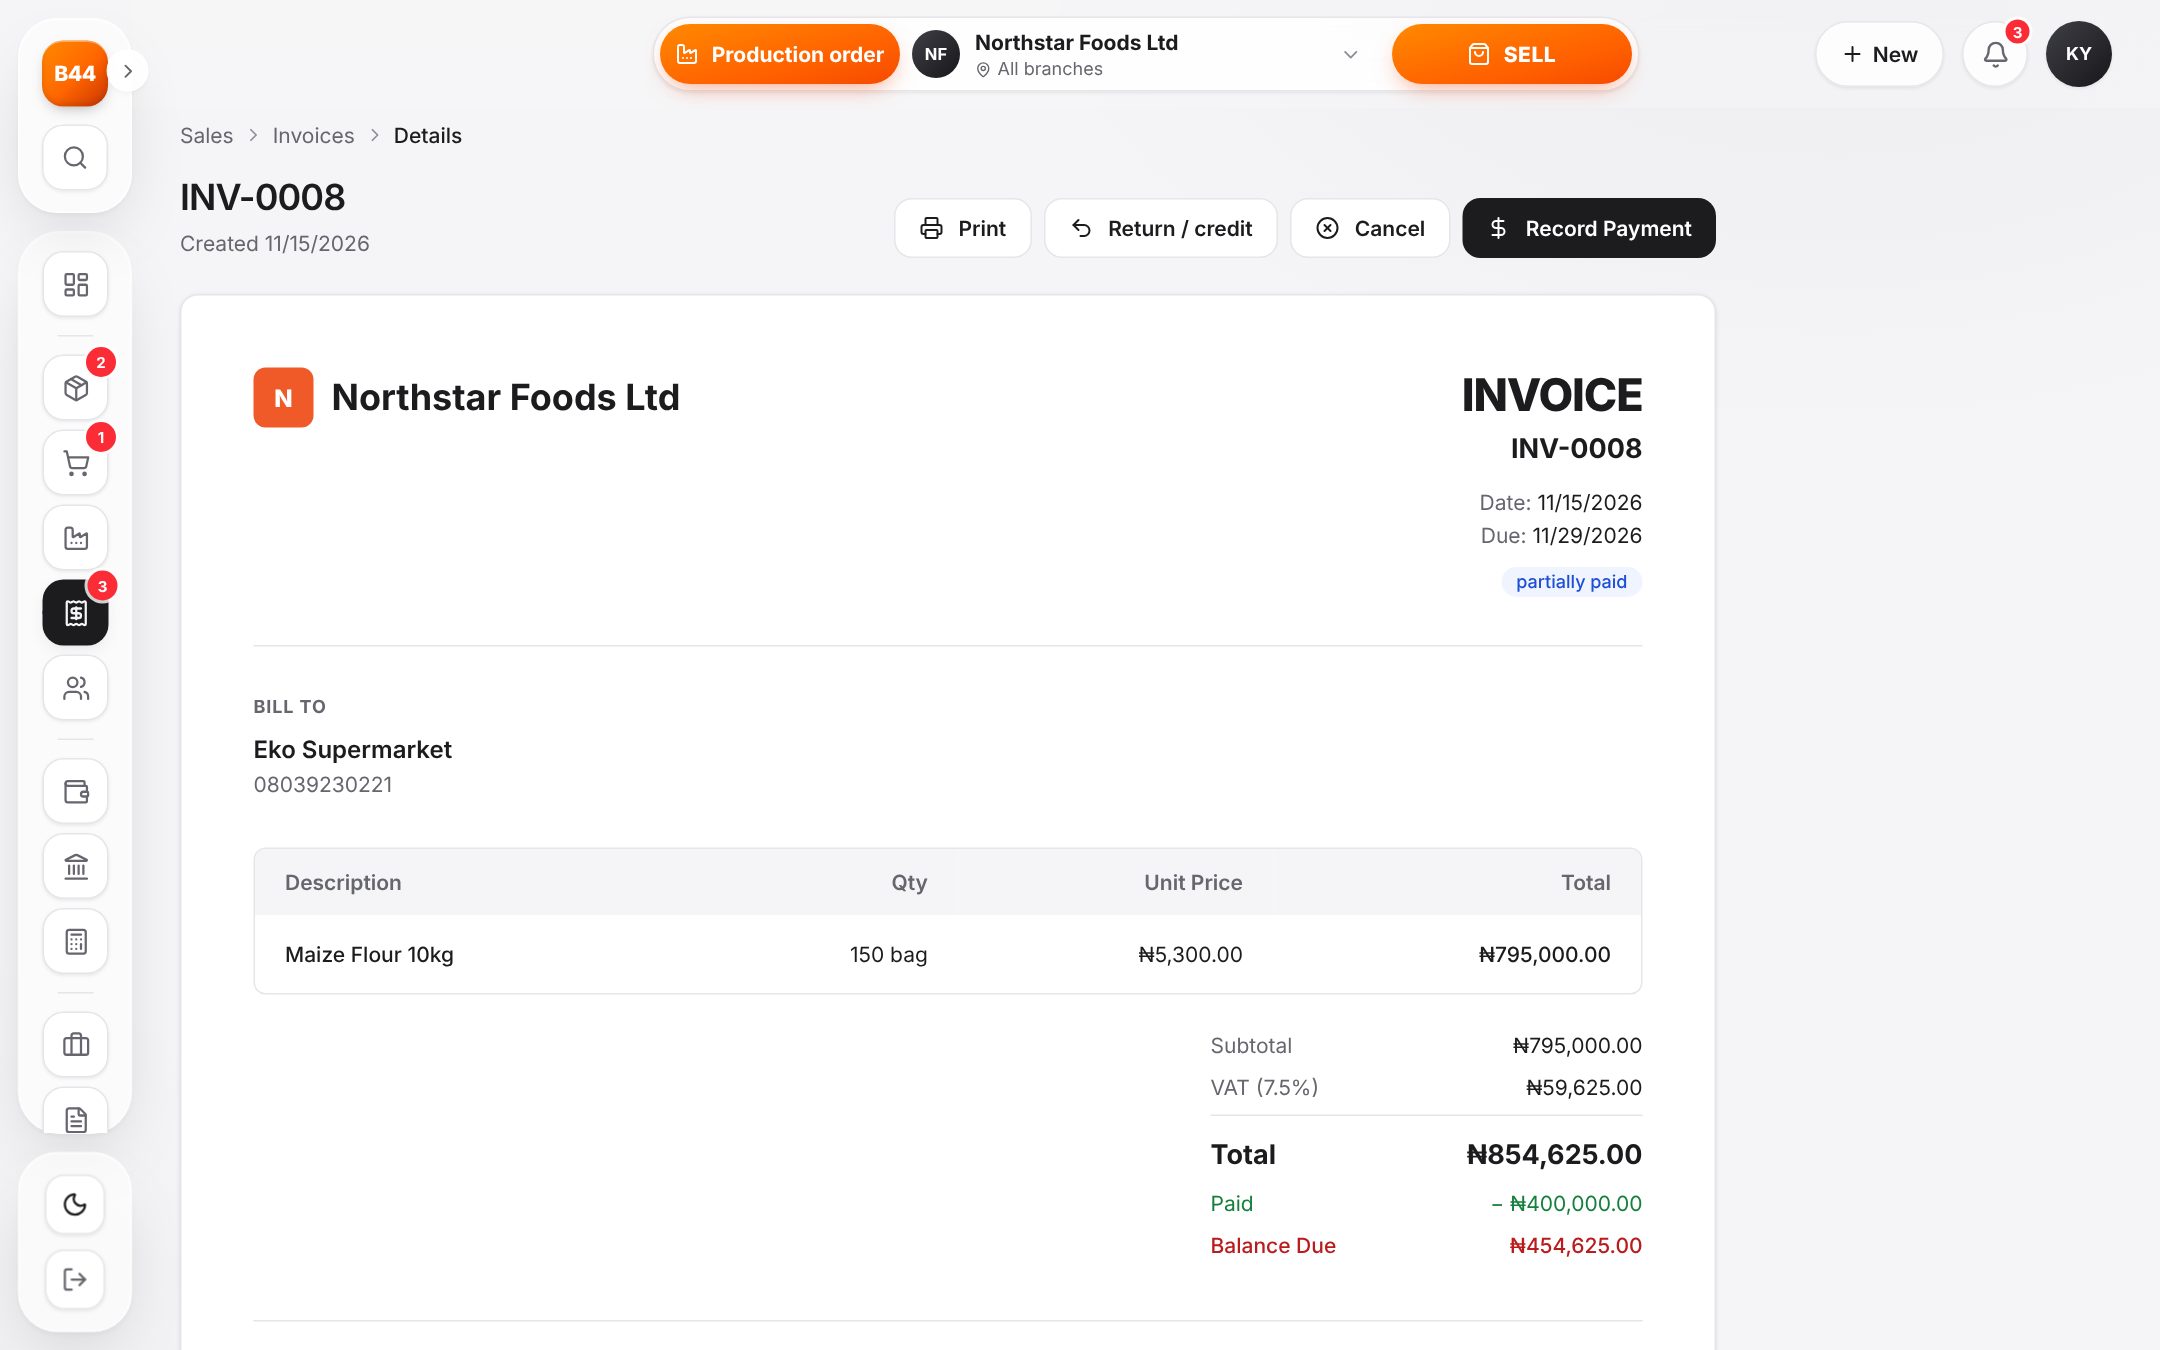 B44
Production order
NF
Northstar Foods Ltd
All branches
SELL
New
3
KY
Sales > Invoices > Details
INV-0008
Created 11/15/2026
Print
Return / credit
Cancel
Record Payment
2
1
3
N
Northstar Foods Ltd
INVOICE
INV-0008
Date: 11/15/2026
Due: 11/29/2026
partially paid
BILL TO
Eko Supermarket
08039230221
Description Qty Unit Price Total
Maize Flour 10kg 150 bag ₦5,300.00 ₦795,000.00
Subtotal ₦795,000.00
VAT (7.5%) ₦59,625.00
Total ₦854,625.00
Paid − ₦400,000.00
Balance Due ₦454,625.00